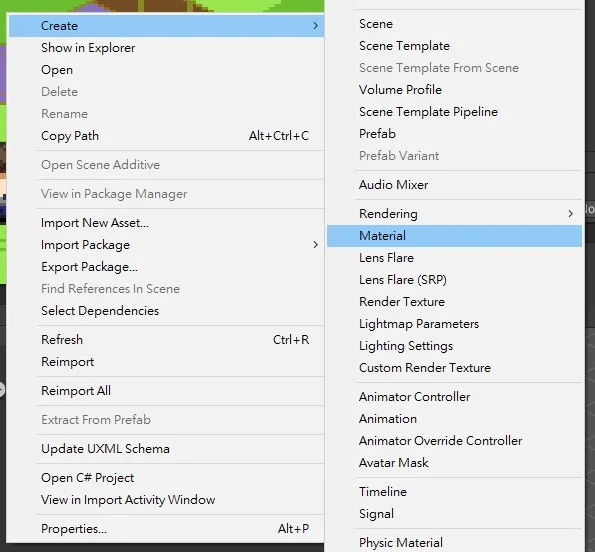 Create
Show in Explorer
Open
Delete
Rename
Copy Path Alt+Ctrl+C
Open Scene Additive
View in Package Manager
Import New Asset...
Import Package
Export Package...
Find References In Scene
Select Dependencies
Refresh Ctrl+R
Reimport
Reimport All
Extract From Prefab
Update UXML Schema
Open C# Project
View in Import Activity Window
Properties... Alt+P
Scene
Scene Template
Scene Template From Scene
Volume Profile
Scene Template Pipeline
Prefab
Prefab Variant
Audio Mixer
Rendering
Material
Lens Flare
Lens Flare (SRP)
Render Texture
Lightmap Parameters
Lighting Settings
Custom Render Texture
Animator Controller
Animation
Animator Override Controller
Avatar Mask
Timeline
Signal
Physic Material